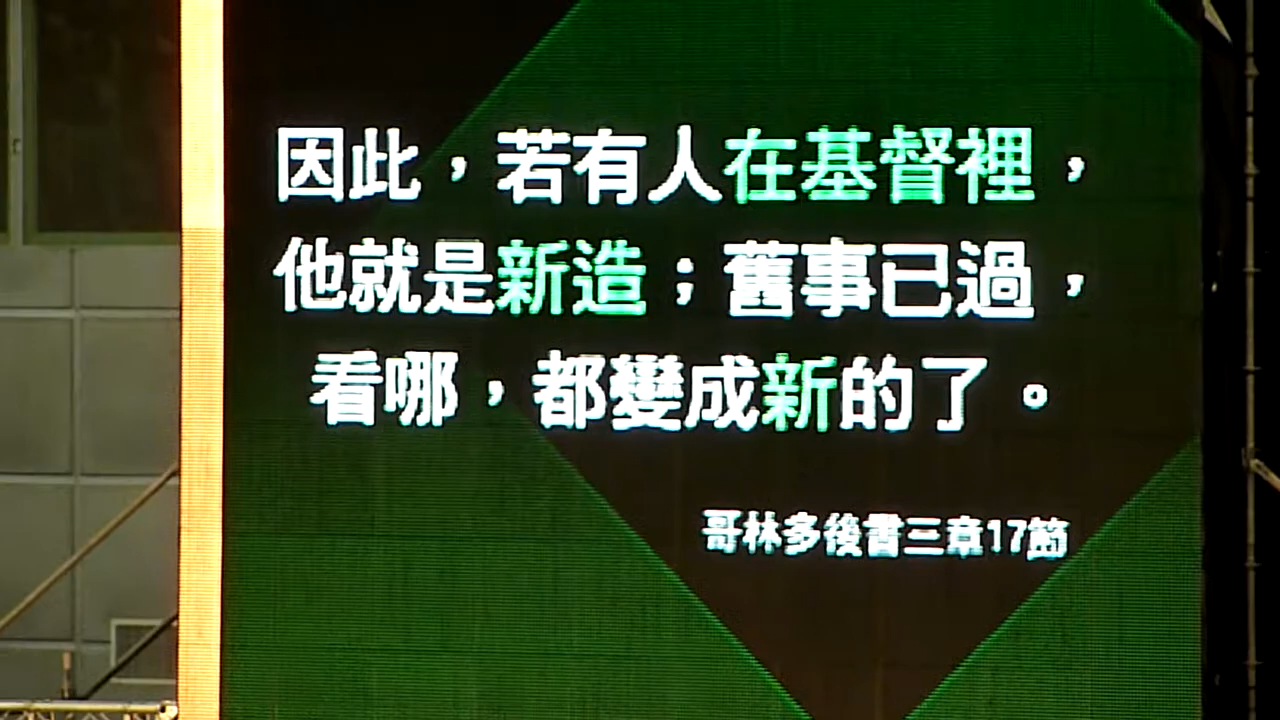 因此，若有人在基督裡，
他就是新造；舊事已過，
看哪，都變成新的了。
哥林多後書三章17節